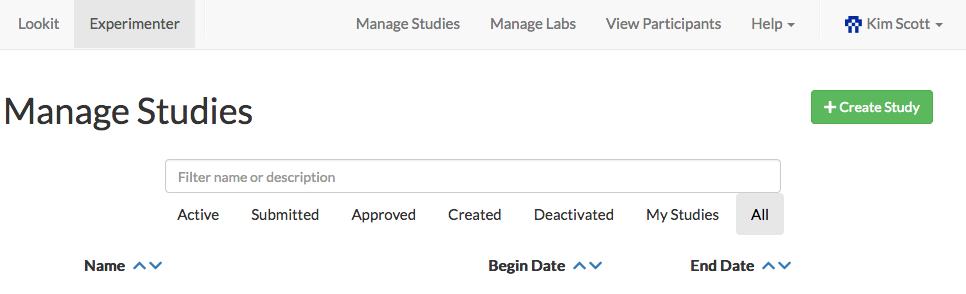 Lookit Experimenter Manage Studies Manage Labs View Participants Help Kim Scott
Manage Studies
+ Create Study
Filter name or description
Active Submitted Approved Created Deactivated My Studies All
Name Begin Date End Date